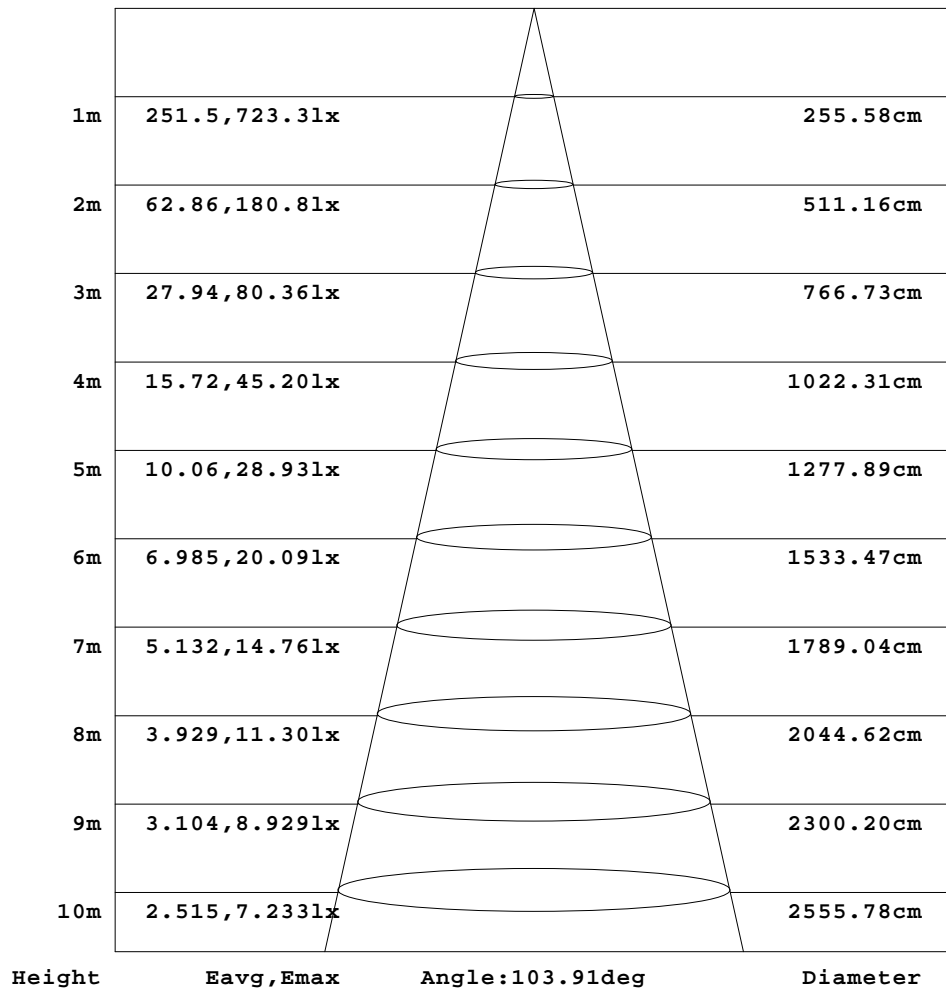 1m 251.5,723.3lx 255.58cm
2m 62.86,180.8lx 511.16cm
3m 27.94,80.36lx 766.73cm
4m 15.72,45.20lx 1022.31cm
5m 10.06,28.93lx 1277.89cm
6m 6.985,20.09lx 1533.47cm
7m 5.132,14.76lx 1789.04cm
8m 3.929,11.30lx 2044.62cm
9m 3.104,8.929lx 2300.20cm
10m 2.515,7.233lx 2555.78cm
Height Eavg,Emax Angle:103.91deg Diameter